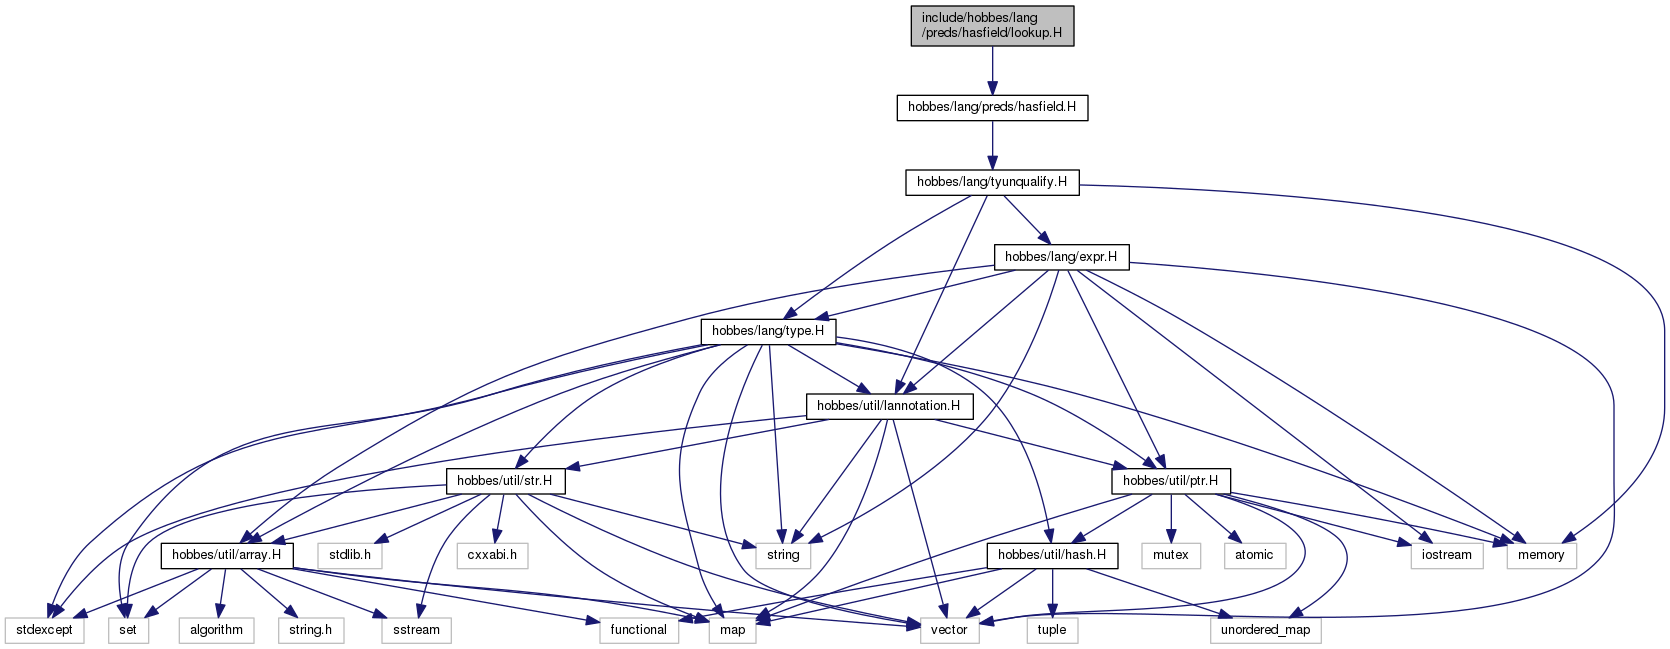 include/hobbes/lang
/preds/hasfield/lookup.H
hobbes/lang/preds/hasfield.H
hobbes/lang/tyunqualify.H
hobbes/lang/expr.H
hobbes/lang/type.H
hobbes/util/lannotation.H
hobbes/util/str.H
hobbes/util/ptr.H
hobbes/util/array.H
stdlib.h
cxxabi.h
string
hobbes/util/hash.H
mutex
atomic
iostream
memory
stdexcept
set
algorithm
string.h
sstream
functional
map
vector
tuple
unordered_map